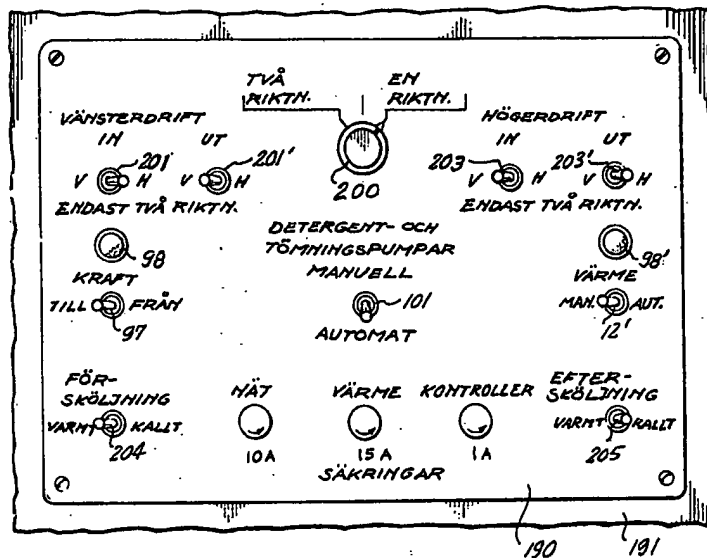 TVÅ EN
RIKTN. RIKTN.
VÄNSTERDRIFT HÖGERDRIFT
IN UT IN UT
201 201' 203 203'
V H V H 200 V H V H
ENDAST TVÅ RIKTN. ENDAST TVÅ RIKTN.
DETERGENT- OCH
TÖMNINGSPUMPAR
98 MANUELL 98'
KRAFT VÄRME
TILL FRÅN 101 MAN. AUT.
97 AUTOMAT 12'
FÖR- EFTER-
SKÖLJNING NÄT VÄRME KONTROLLER SKÖLJNING
VARMT KALLT VARMT KALLT
204 10A 15A 1A 205
SÄKRINGAR
190 191